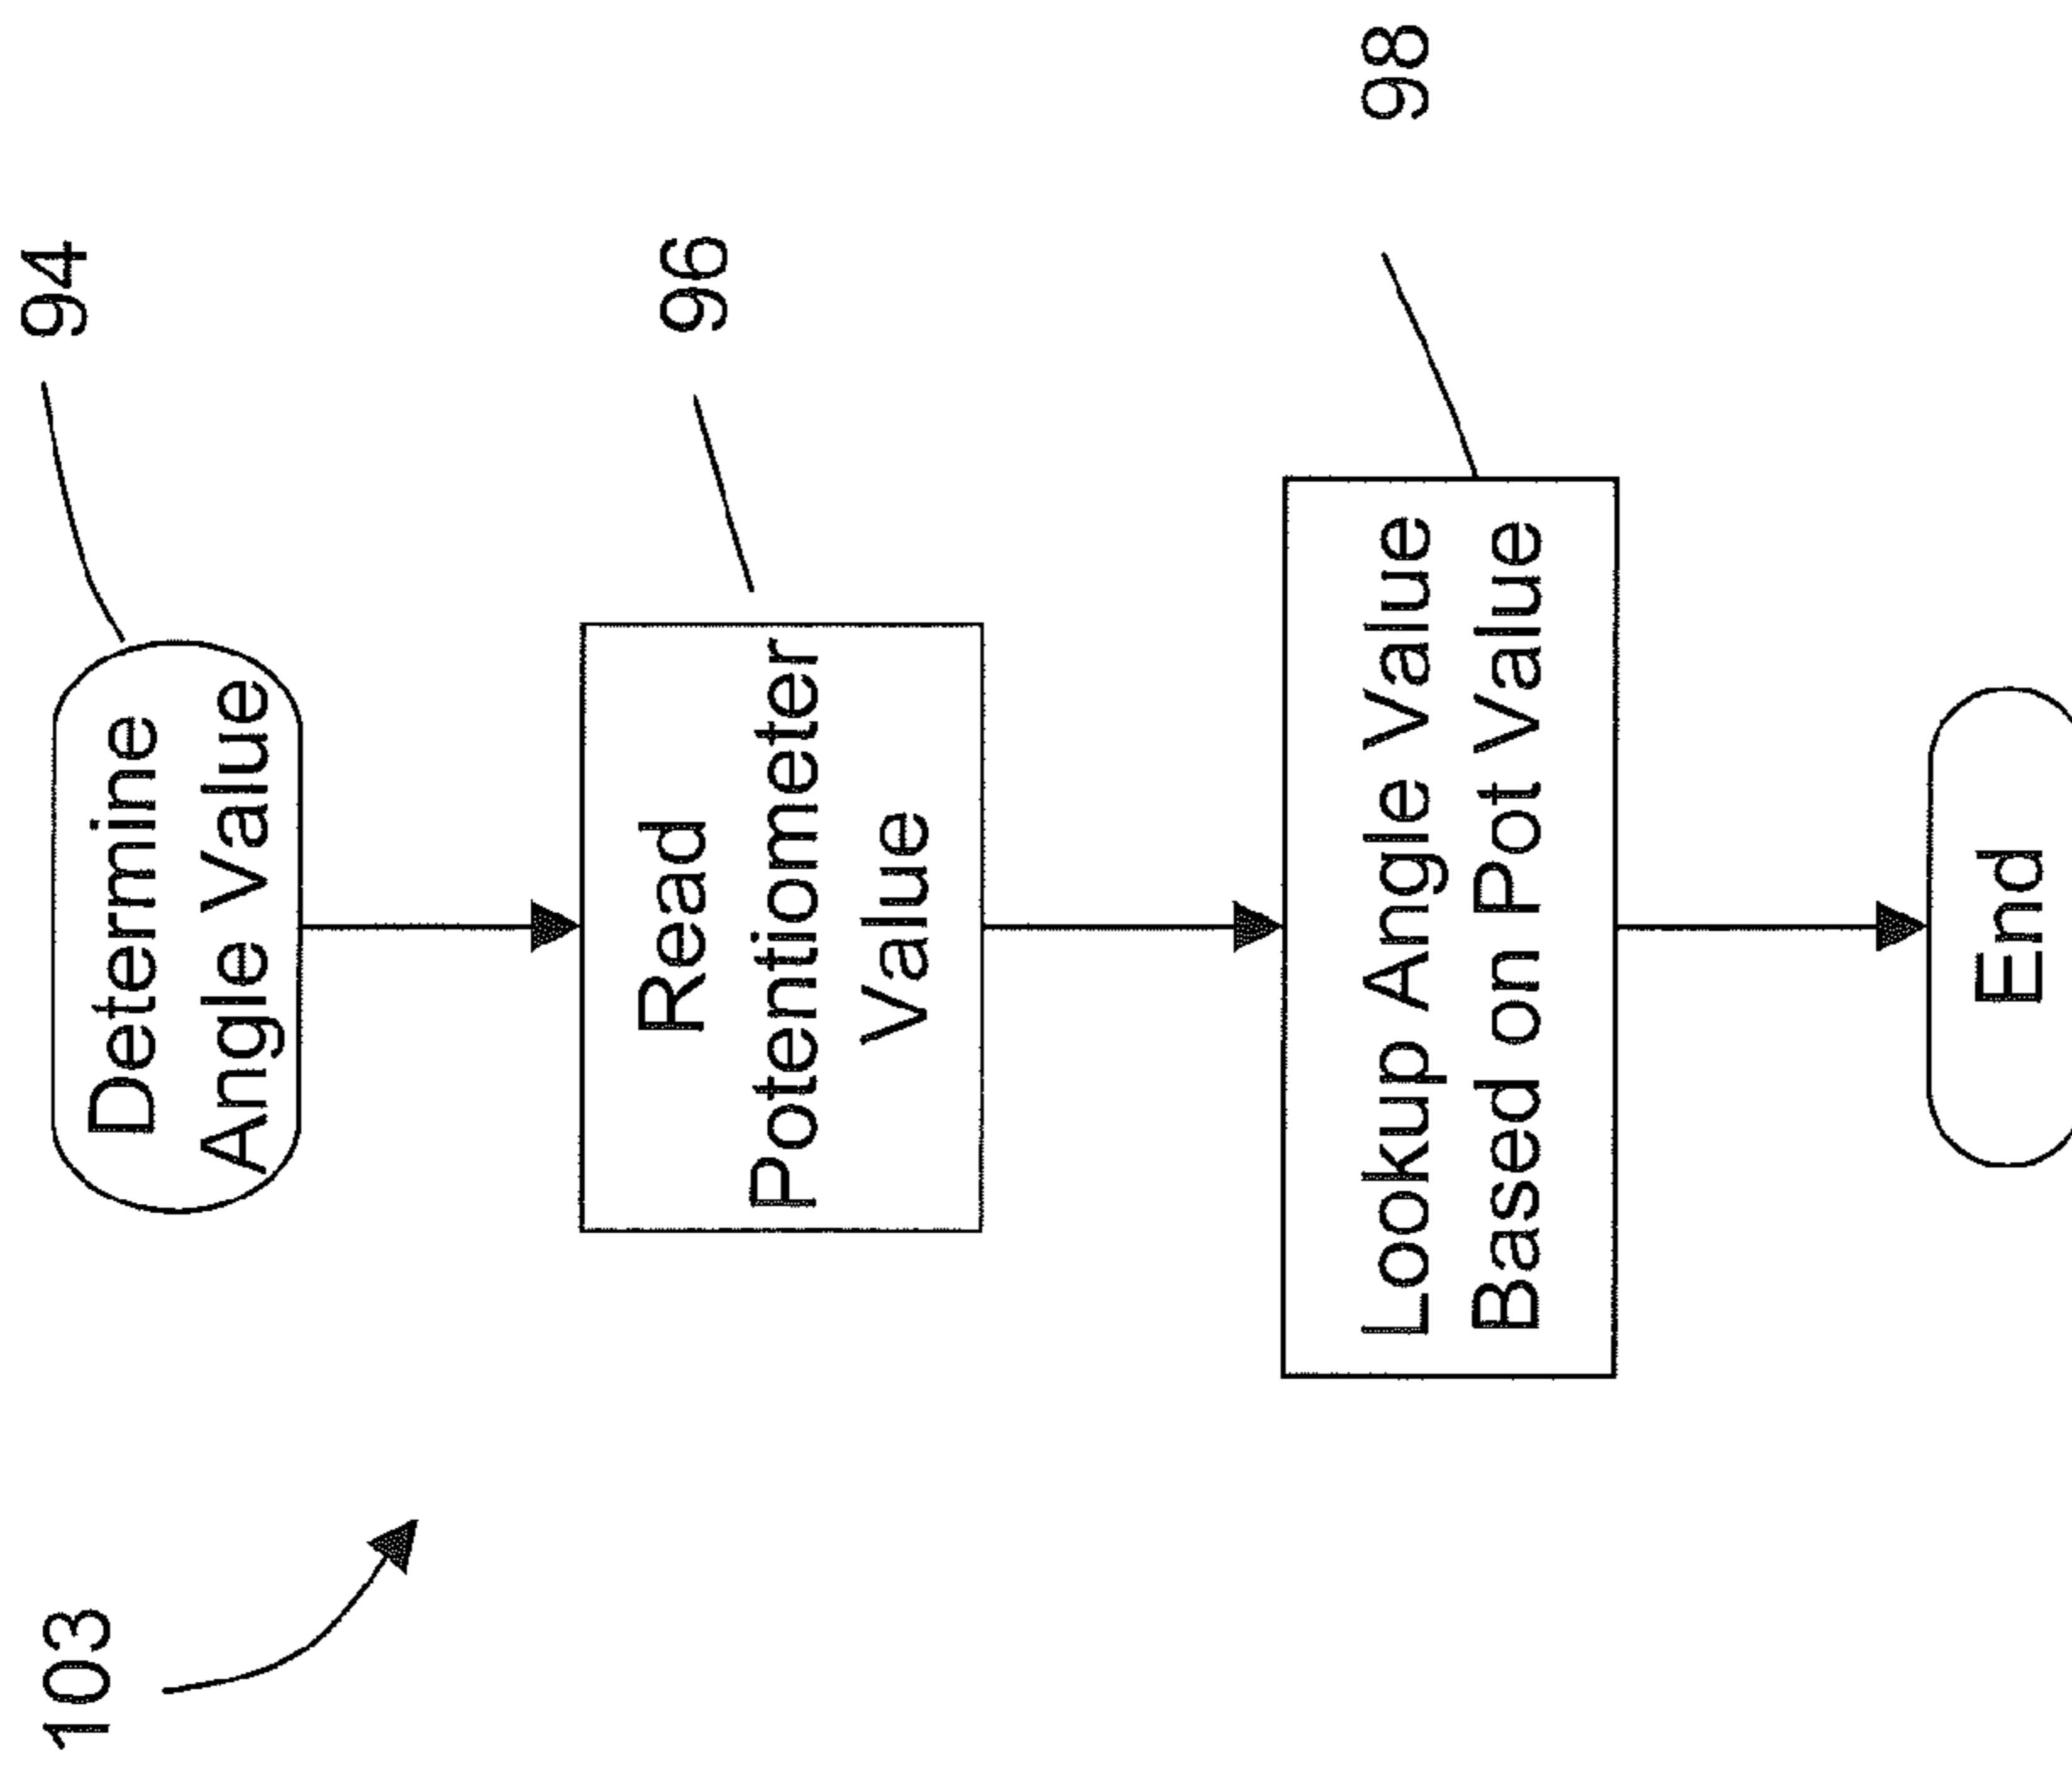 103
94
Determine
Angle Value
96
Read
Potentiometer
Value
98
Lookup Angle Value
Based on Pot Value
End